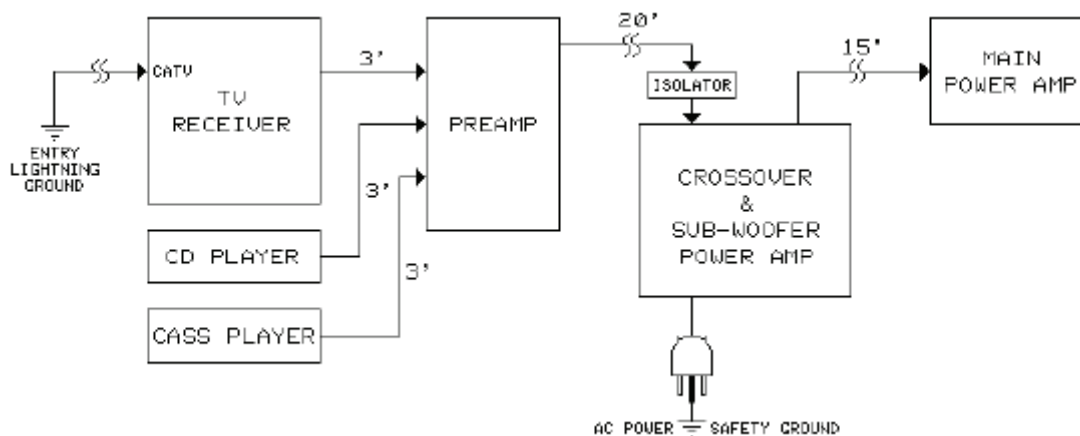 20'
15'
3'
CATV
TV
RECEIVER
PREAMP
ISOLATOR
MAIN
POWER AMP
ENTRY
LIGHTNING
GROUND
3'
CROSSOVER
&
SUB-WOOFER
POWER AMP
CD PLAYER
3'
CASS PLAYER
AC POWER
SAFETY GROUND